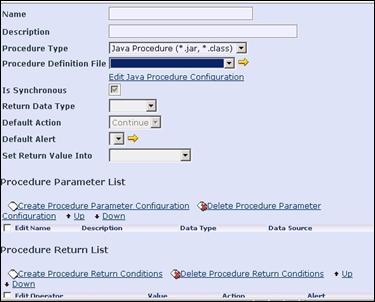 Name
Description
Procedure Type Java Procedure (*.jar, *.class)
Procedure Definition File
Edit Java Procedure Configuration
Is Synchronous
Return Data Type
Default Action Continue
Default Alert
Set Return Value Into
Procedure Parameter List
Create Procedure Parameter Configuration Delete Procedure Parameter
Configuration Up Down
Edit Name Description Data Type Data Source
Procedure Return List
Create Procedure Return Conditions Delete Procedure Return Conditions Up
Down
Edit Operator Value Action Alert